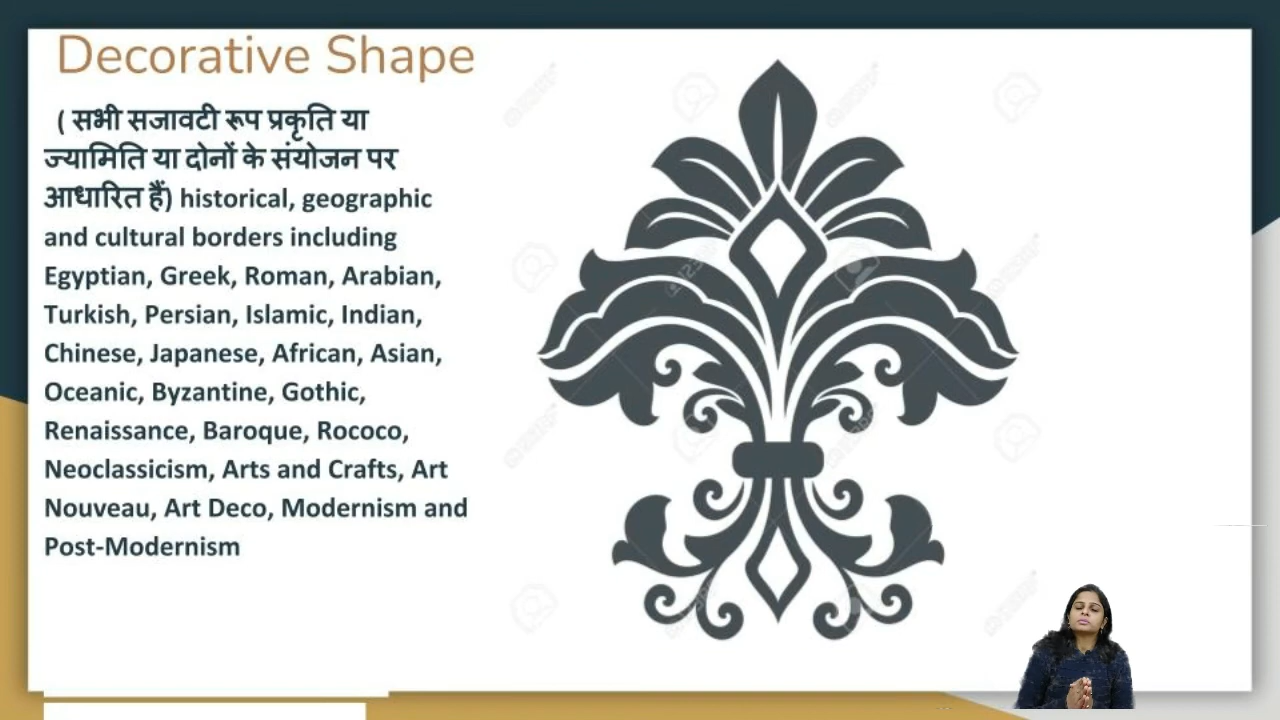 Decorative Shape
( सभी सजावटी रूप प्रकृति या
ज्यामिति या दोनों के संयोजन पर
आधारित हैं) historical, geographic
and cultural borders including
Egyptian, Greek, Roman, Arabian,
Turkish, Persian, Islamic, Indian,
Chinese, Japanese, African, Asian,
Oceanic, Byzantine, Gothic,
Renaissance, Baroque, Rococo,
Neoclassicism, Arts and Crafts, Art
Nouveau, Art Deco, Modernism and
Post-Modernism